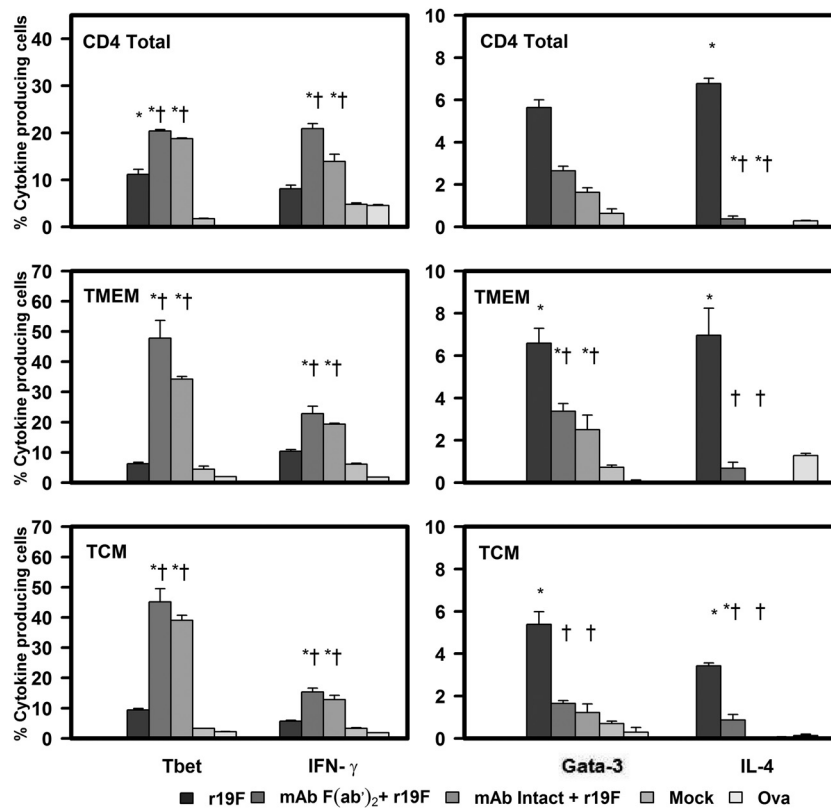 % Cytokine producing cells
40
30
20
10
0
CD4 Total
* *† *† *† *†
10
8
6
4
2
0
CD4 Total
* *† *†
% Cytokine producing cells
70
60
50
40
30
20
10
0
TMEM
*† *† *† *†
10
8
6
4
2
0
TMEM
* *† *† * † †
% Cytokine producing cells
70
60
50
40
30
20
10
0
TCM
*† *† *† *†
10
8
6
4
2
0
TCM
* † † * *† †
Tbet IFN- γ Gata-3 IL-4
r19F mAb F(ab')₂+ r19F mAb Intact + r19F Mock Ova